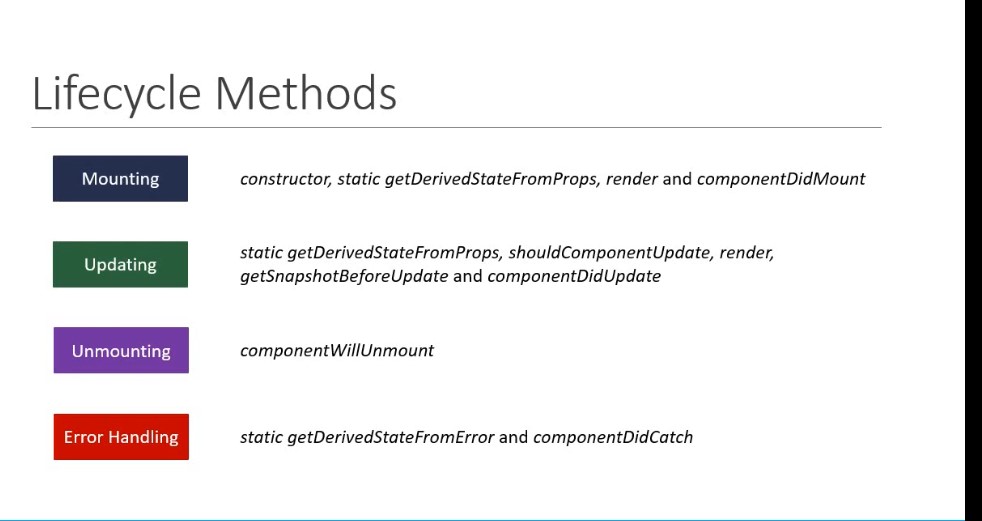 Lifecycle Methods
Mounting
constructor, static getDerivedStateFromProps, render and componentDidMount
Updating
static getDerivedStateFromProps, shouldComponentUpdate, render,
getSnapshotBeforeUpdate and componentDidUpdate
Unmounting
componentWillUnmount
Error Handling
static getDerivedStateFromError and componentDidCatch